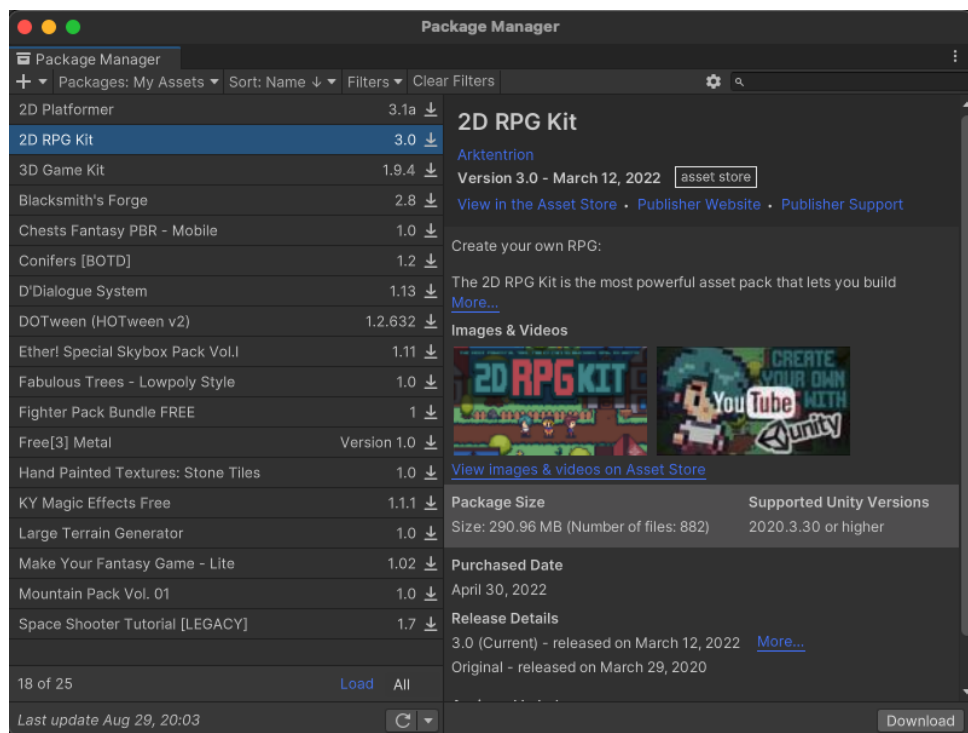 Package Manager
Package Manager
Packages: My Assets Sort: Name ↓ Filters Clear Filters
2D Platformer 3.1a
2D RPG Kit 3.0
3D Game Kit 1.9.4
Blacksmith's Forge 2.8
Chests Fantasy PBR - Mobile 1.0
Conifers [BOTD] 1.2
D'Dialogue System 1.13
DOTween (HOTween v2) 1.2.632
Ether! Special Skybox Pack Vol.I 1.11
Fabulous Trees - Lowpoly Style 1.0
Fighter Pack Bundle FREE 1
Free[3] Metal Version 1.0
Hand Painted Textures: Stone Tiles 1.0
KY Magic Effects Free 1.1.1
Large Terrain Generator 1.0
Make Your Fantasy Game - Lite 1.02
Mountain Pack Vol. 01 1.0
Space Shooter Tutorial [LEGACY] 1.7
18 of 25 Load All
Last update Aug 29, 20:03
2D RPG Kit
Arktentrion
Version 3.0 - March 12, 2022 asset store
View in the Asset Store • Publisher Website • Publisher Support
Create your own RPG:
The 2D RPG Kit is the most powerful asset pack that lets you build
More...
Images & Videos
2D RPG KIT
CREATE
YOUR OWN
YouTube WITH
unity
View images & videos on Asset Store
Package Size Supported Unity Versions
Size: 290.96 MB (Number of files: 882) 2020.3.30 or higher
Purchased Date
April 30, 2022
Release Details
3.0 (Current) - released on March 12, 2022 More...
Original - released on March 29, 2020
Download